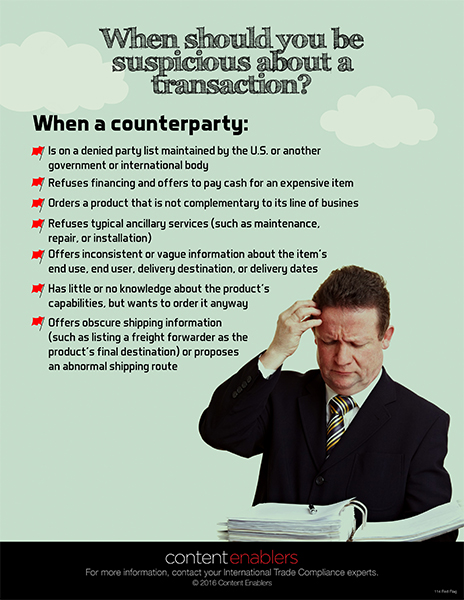 When should you be
suspicious about a
transaction?
When a counterparty:
Is on a denied party list maintained by the U.S. or another
government or international body
Refuses financing and offers to pay cash for an expensive item
Orders a product that is not complementary to its line of busines
Refuses typical ancillary services (such as maintenance,
repair, or installation)
Offers inconsistent or vague information about the item's
end use, end user, delivery destination, or delivery dates
Has little or no knowledge about the product's
capabilities, but wants to order it anyway
Offers obscure shipping information
(such as listing a freight forwarder as the
product's final destination) or proposes
an abnormal shipping route
contentenablers
For more information, contact your International Trade Compliance experts.
© 2016 Content Enablers